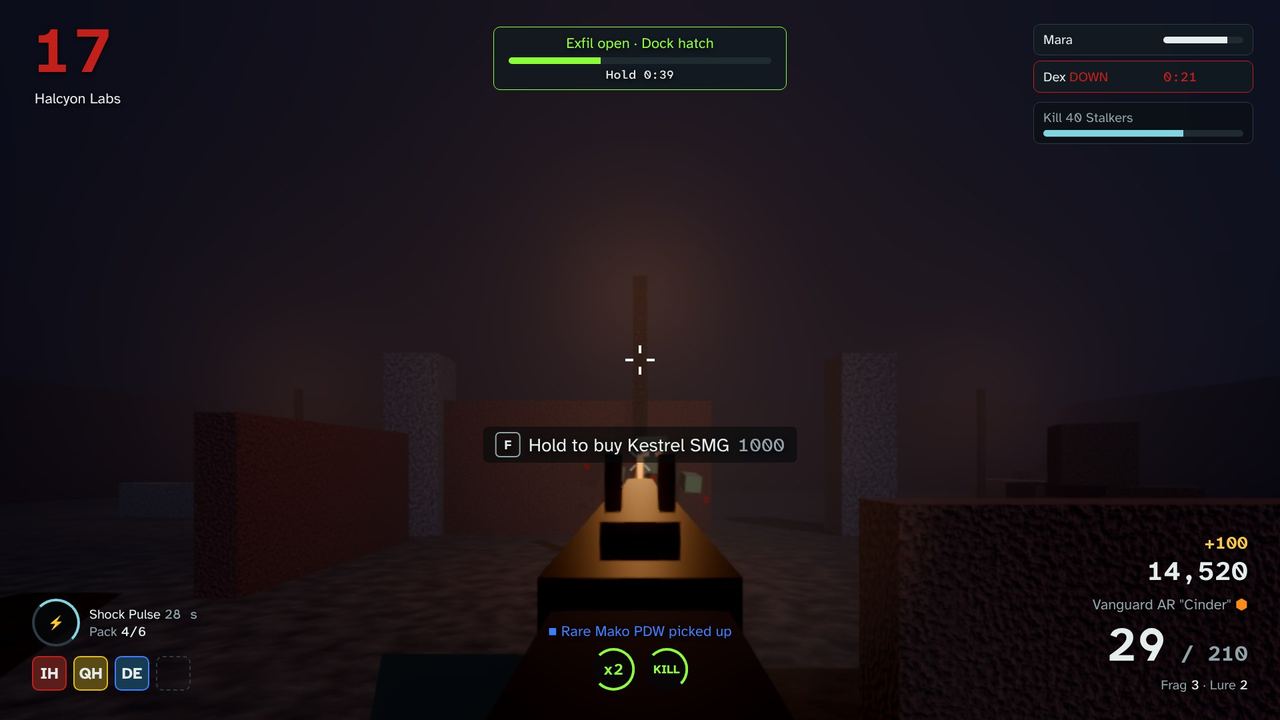 17
Halcyon Labs
Exfil open · Dock hatch
Hold 0:39
Mara
Dex DOWN 0:21
Kill 40 Stalkers
F Hold to buy Kestrel SMG 1000
+100
14,520
Vanguard AR "Cinder"
29 / 210
Frag 3 · Lure 2
Shock Pulse 28 s
Pack 4/6
IH QH DE
Rare Mako PDW picked up
x2 KILL